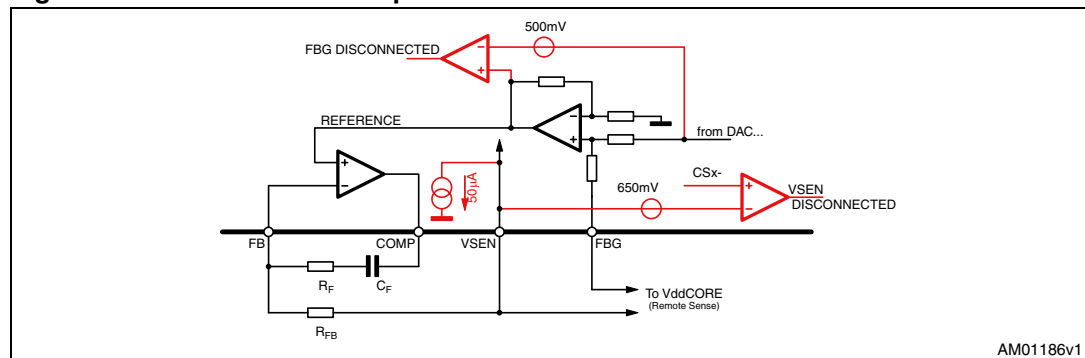 500mV
FBG DISCONNECTED
REFERENCE
from DAC...
CSx-
50µA
650mV
VSEN
DISCONNECTED
FB
COMP
VSEN
FBG
RF
CF
To VddCORE
(Remote Sense)
RFB
AM01186v1